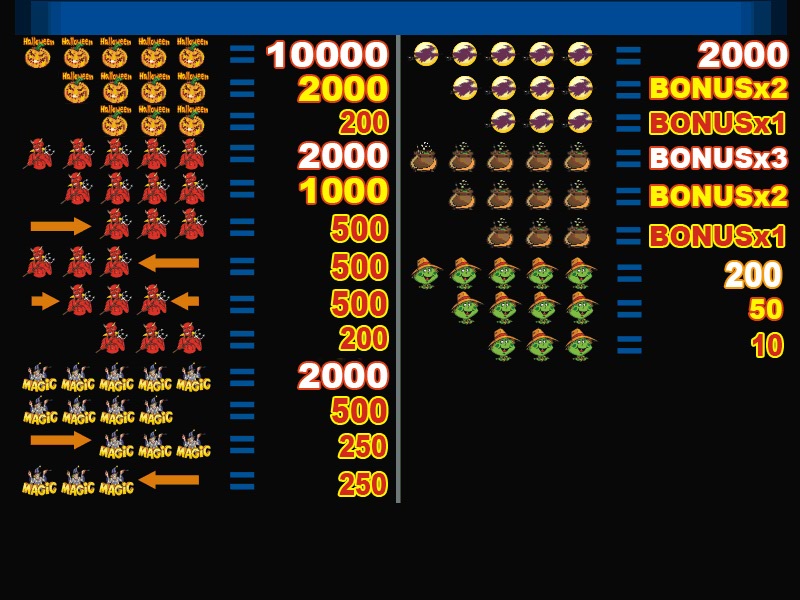 Halloween Halloween Halloween Halloween Halloween = 10000
Halloween Halloween Halloween Halloween = 2000
Halloween Halloween Halloween = 200
= 2000
= 1000
= 500
= 500
= 500
= 200
MAGIC MAGIC MAGIC MAGIC MAGIC = 2000
MAGIC MAGIC MAGIC MAGIC = 500
MAGIC MAGIC MAGIC = 250
MAGIC MAGIC MAGIC = 250
= 2000
= BONUSx2
= BONUSx1
= BONUSx3
= BONUSx2
= BONUSx1
= 200
= 50
= 10